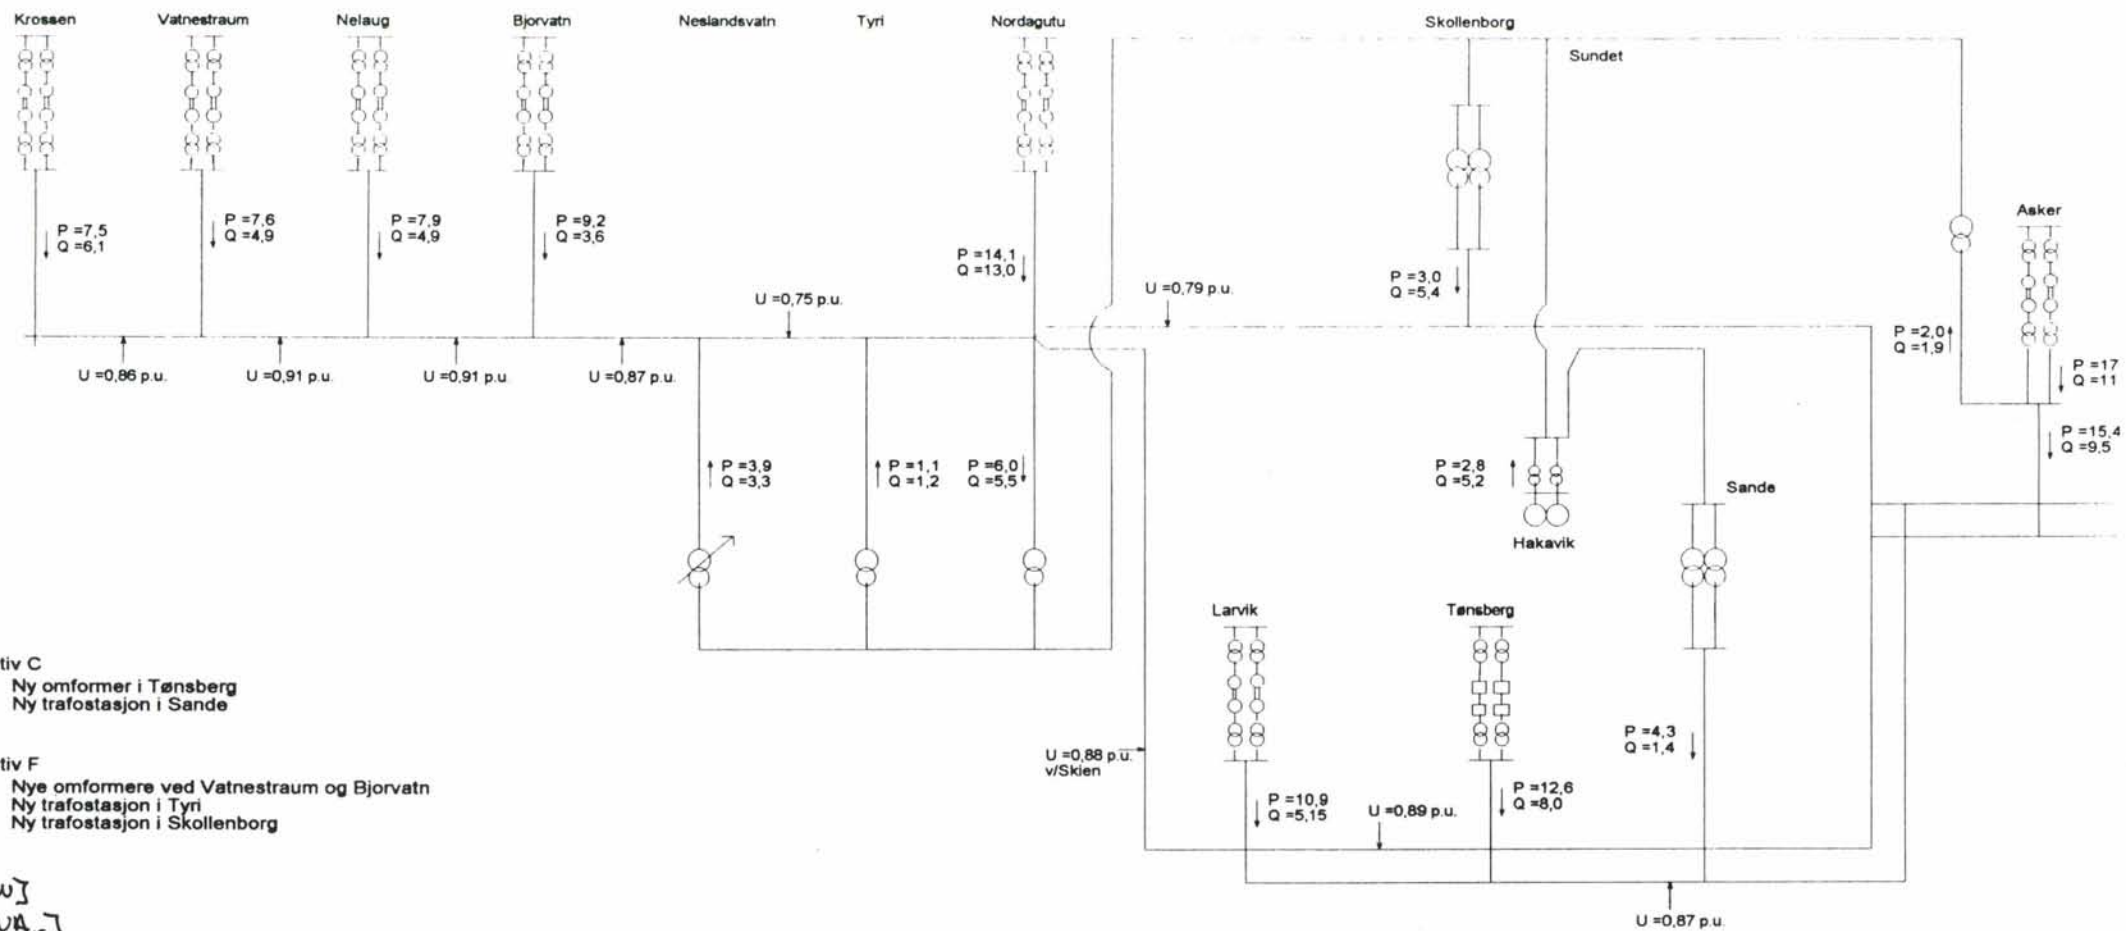 Krossen
Vatnestraum
Nelaug
Bjorvatn
Neslandsvatn
Tyri
Nordagutu
Skollenborg
Sundet
Asker
P =7,5
Q =6,1
P =7,6
Q =4,9
P =7,9
Q =4,9
P =9,2
Q =3,6
P =14,1
Q =13,0
P =3,0
Q =5,4
P =2,0
Q =1,9
P =17
Q =11
P =15,4
Q =9,5
U =0,75 p.u.
U =0,79 p.u.
U =0,86 p.u.
U =0,91 p.u.
U =0,91 p.u.
U =0,87 p.u.
P =3,9
Q =3,3
P =1,1
Q =1,2
P =6,0
Q =5,5
P =2,8
Q =5,2
Hakavik
Sande
Larvik
Tønsberg
P =4,3
Q =1,4
U =0,88 p.u.
v/Skien
P =10,9
Q =5,15
U =0,89 p.u.
P =12,6
Q =8,0
U =0,87 p.u.
tiv C
Ny omformer i Tønsberg
Ny trafostasjon i Sande
tiv F
Nye omformere ved Vatnestraum og Bjorvatn
Ny trafostasjon i Tyri
Ny trafostasjon i Skollenborg